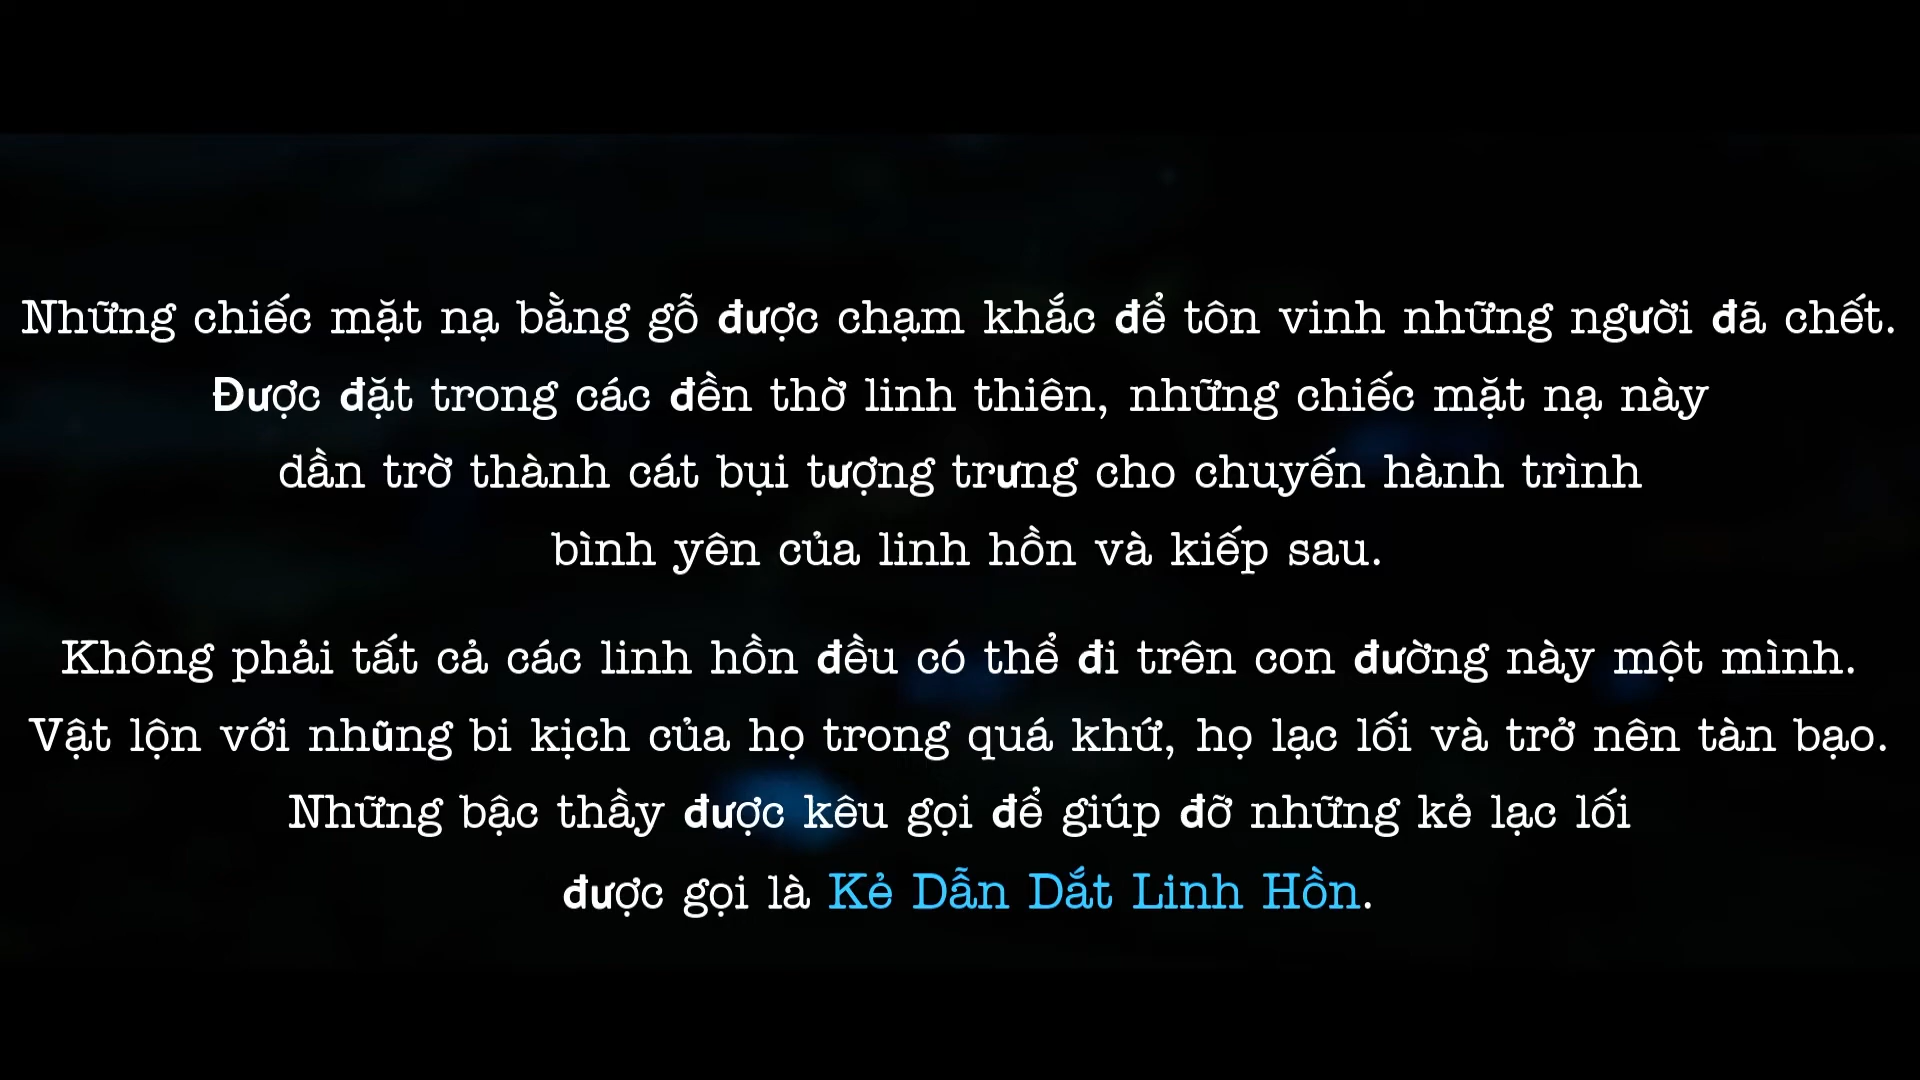 Những chiếc mặt nạ bằng gỗ được chạm khắc để tôn vinh những người đã chết.
Được đặt trong các đền thờ linh thiên, những chiếc mặt nạ này
dần trờ thành cát bụi tượng trưng cho chuyến hành trình
bình yên của linh hồn và kiếp sau.
Không phải tất cả các linh hồn đều có thể đi trên con đường này một mình.
Vật lộn với những bi kịch của họ trong quá khứ, họ lạc lối và trở nên tàn bạo.
Những bậc thầy được kêu gọi để giúp đỡ những kẻ lạc lối
được gọi là Kẻ Dẫn Dắt Linh Hồn.